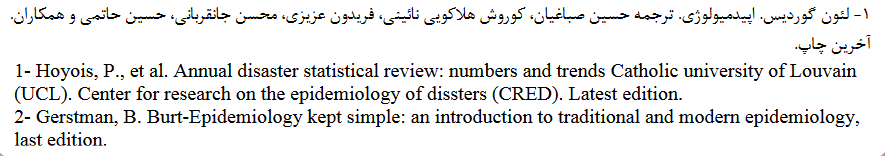 ۱- لئون گوردیس. اپیدمیولوژی. ترجمه حسین صباغیان، کوروش هلاکویی نائینی، فریدون عزیزی، محسن جانقربانی، حسین حاتمی و همکاران.
آخرین چاپ.
1- Hoyois, P., et al. Annual disaster statistical review: numbers and trends Catholic university of Louvain
(UCL). Center for research on the epidemiology of dissters (CRED). Latest edition.
2- Gerstman, B. Burt-Epidemiology kept simple: an introduction to traditional and modern epidemiology,
last edition.